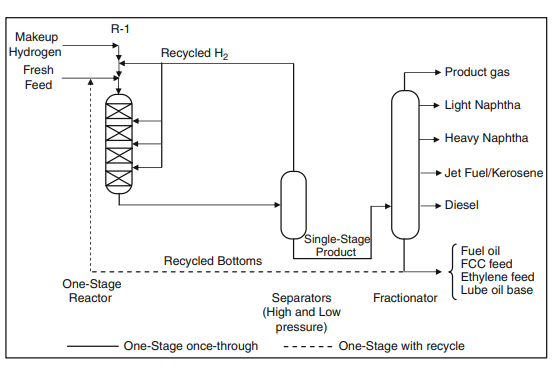 R-1
Makeup
Hydrogen
Recycled H2
Fresh
Feed
Product gas
Light Naphtha
Heavy Naphtha
Jet Fuel/Kerosene
Diesel
Single-Stage
Product
Recycled Bottoms
Fuel oil
FCC feed
Ethylene feed
Lube oil base
One-Stage
Reactor
Separators
(High and Low
pressure)
Fractionator
One-Stage once-through
One-Stage with recycle